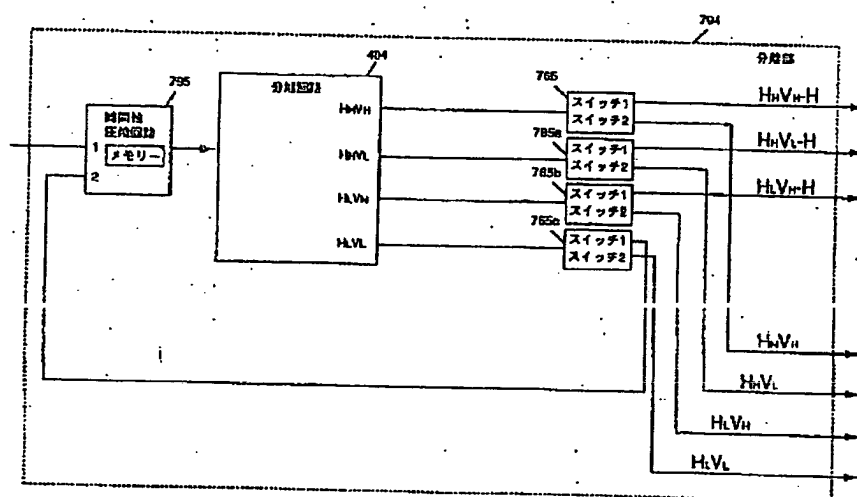 794
分離部
795
時間軸
圧縮回路
メモリー
1
2
404
分離回路
HHVH
HHVL
HLVH
HLVL
765
スイッチ1
スイッチ2
765a
スイッチ1
スイッチ2
765b
スイッチ1
スイッチ2
765c
スイッチ1
スイッチ2
HHVH-H
HHVL-H
HLVH-H
HHVH
HHVL
HLVH
HLVL